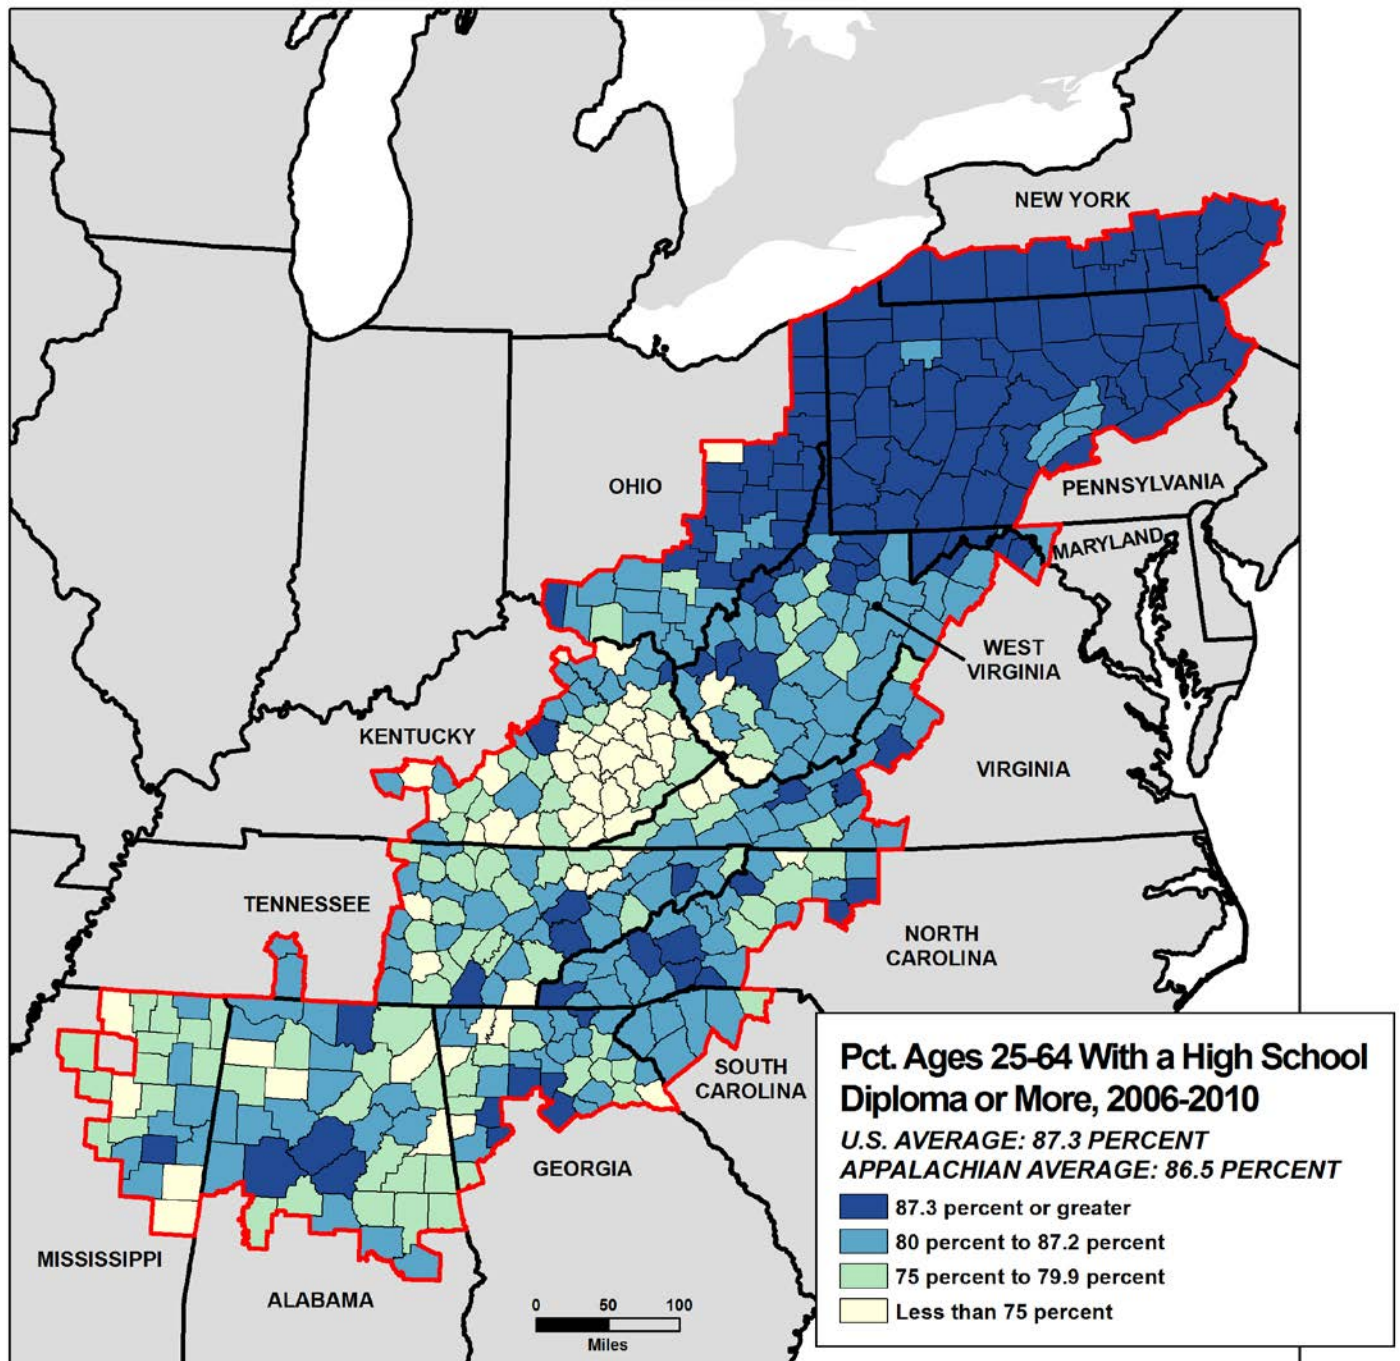 NEW YORK
PENNSYLVANIA
OHIO
MARYLAND
WEST
VIRGINIA
KENTUCKY
VIRGINIA
TENNESSEE
NORTH
CAROLINA
SOUTH
CAROLINA
GEORGIA
MISSISSIPPI
ALABAMA
0 50 100
Miles
Pct. Ages 25-64 With a High School
Diploma or More, 2006-2010
U.S. AVERAGE: 87.3 PERCENT
APPALACHIAN AVERAGE: 86.5 PERCENT
87.3 percent or greater
80 percent to 87.2 percent
75 percent to 79.9 percent
Less than 75 percent